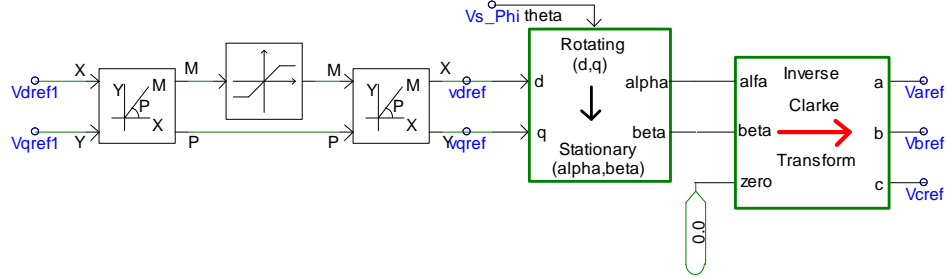 Vs_Phi theta
Rotating
(d,q)
X
M
M
X
Vdref1
Y
M
P
X
Y
M
P
X
vdref
d
alpha
alfa
Inverse
a
Varef
Vqref1
Y
P
P
Y
vqref
q
beta
beta
Clarke
b
Vbref
Stationary
(alpha,beta)
Transform
zero
c
Vcref
0.0